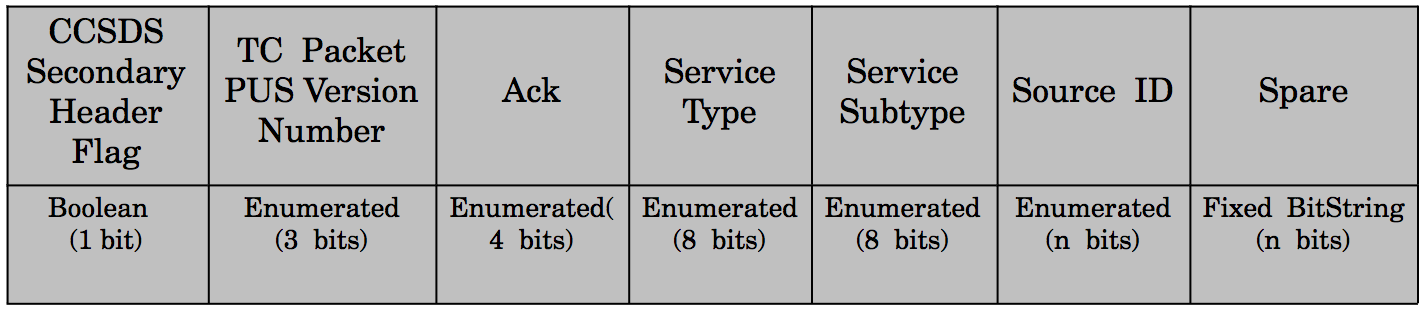 CCSDS
Secondary
Header
Flag
TC Packet
PUS Version
Number
Ack
Service
Type
Service
Subtype
Source ID
Spare
Boolean
(1 bit)
Enumerated
(3 bits)
Enumerated(
4 bits)
Enumerated
(8 bits)
Enumerated
(8 bits)
Enumerated
(n bits)
Fixed BitString
(n bits)